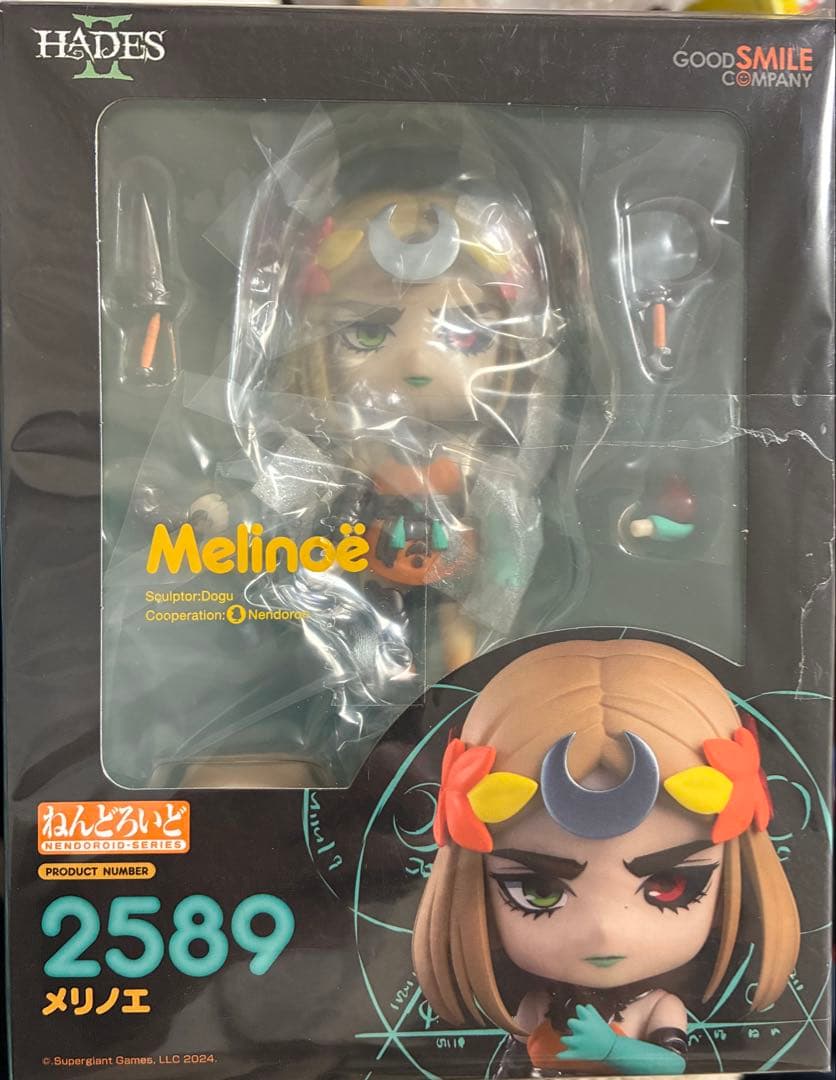 HADES
II
GOOD SMILE
COMPANY
Melinoë
Sculptor:Dogu
Cooperation: Nendoron
ねんどろいど
NENDOROID-SERIES
PRODUCT NUMBER
2589
メリノエ
©.Supergiant Games, LLC 2024.